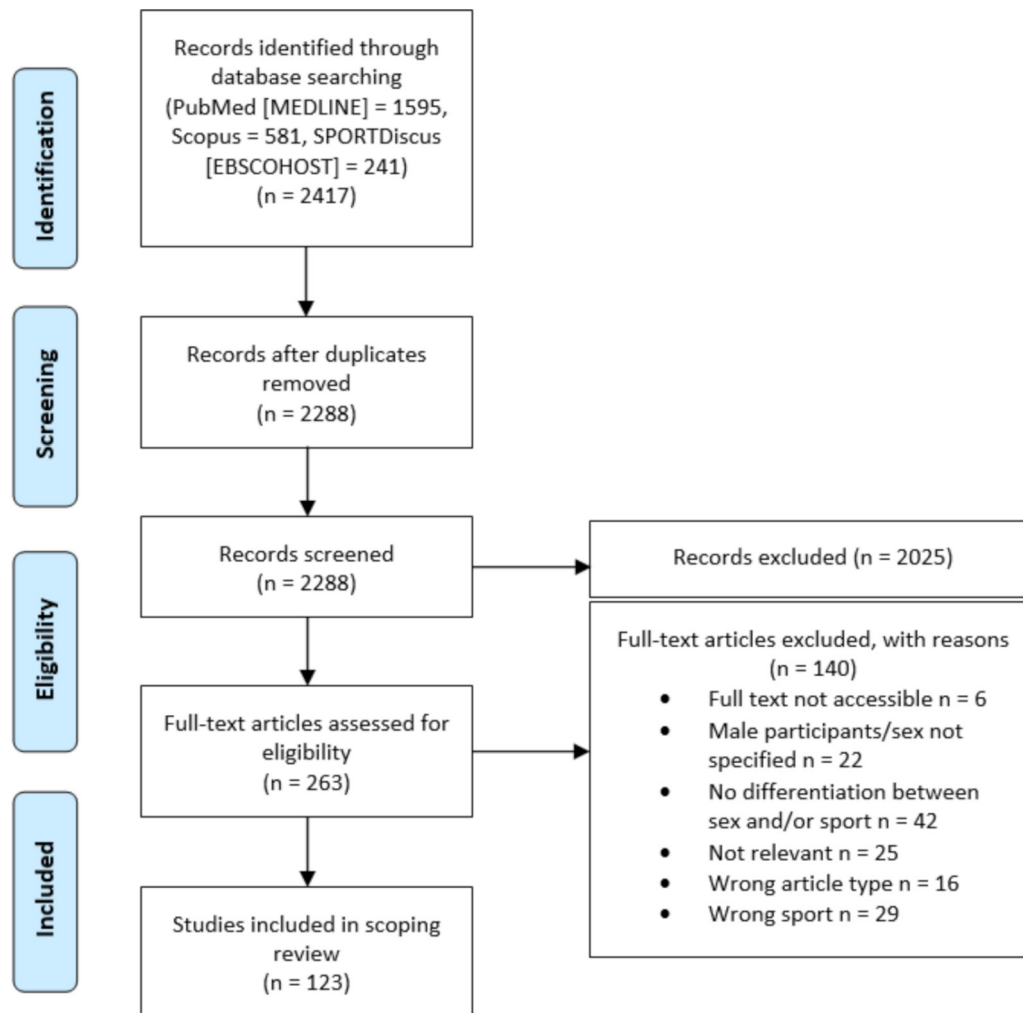 Identification
Records identified through
database searching
(PubMed [MEDLINE] = 1595,
Scopus = 581, SPORTDiscus
[EBSCOHOST] = 241)
(n = 2417)
Screening
Records after duplicates
removed
(n = 2288)
Records screened
(n = 2288)
Records excluded (n = 2025)
Eligibility
Full-text articles assessed for
eligibility
(n = 263)
Full-text articles excluded, with reasons
(n = 140)
• Full text not accessible n = 6
• Male participants/sex not
specified n = 22
• No differentiation between
sex and/or sport n = 42
• Not relevant n = 25
• Wrong article type n = 16
• Wrong sport n = 29
Included
Studies included in scoping
review
(n = 123)